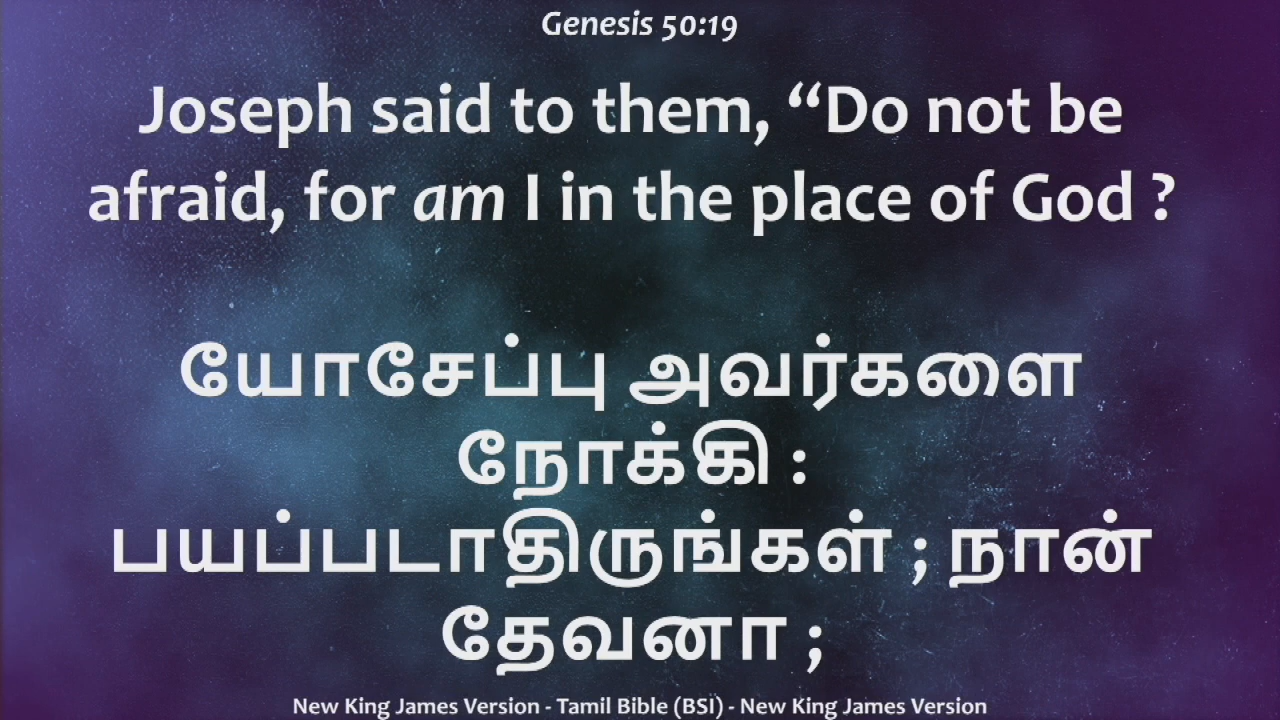 Genesis 50:19
Joseph said to them, “Do not be
afraid, for am I in the place of God ?
யோசேப்பு அவர்களை
நோக்கி :
பயப்படாதிருங்கள் ; நான்
தேவனா ;
New King James Version - Tamil Bible (BSI) - New King James Version